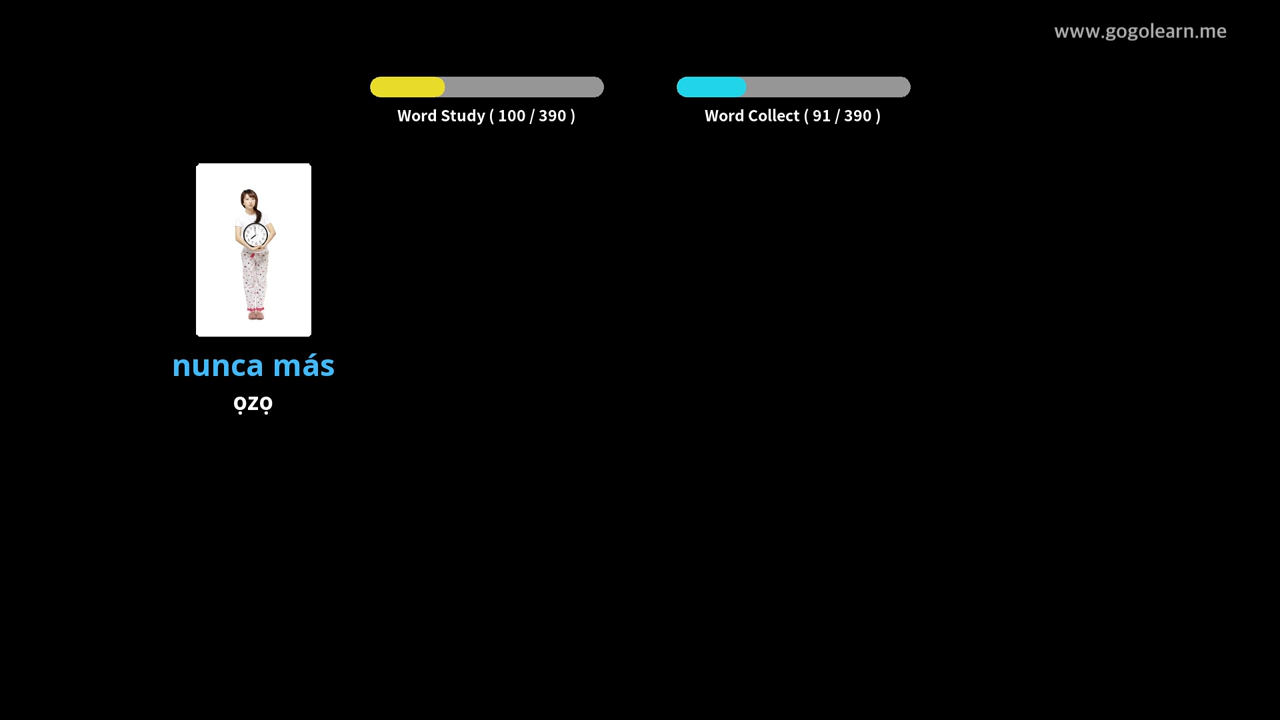 www.gogolearn.me
Word Study ( 100 / 390 )
Word Collect ( 91 / 390 )
nunca más
ọzọ